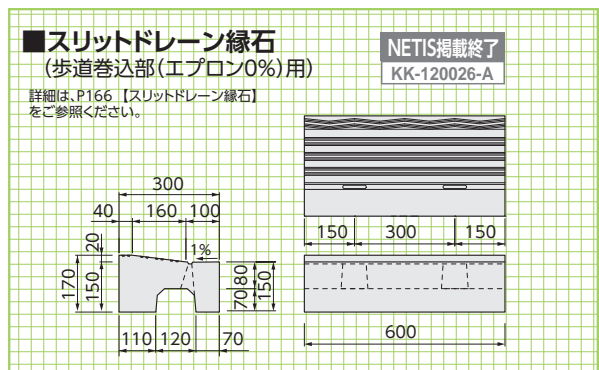 ■スリットドレーン縁石
(歩道巻込部(エプロン0%)用)
NETIS掲載終了
KK-120026-A
詳細は、P166 【スリットドレーン縁石】
をご参照ください。
300
40 160 100
20
1%
170
150
80
70
150
110 120 70
150 300 150
600